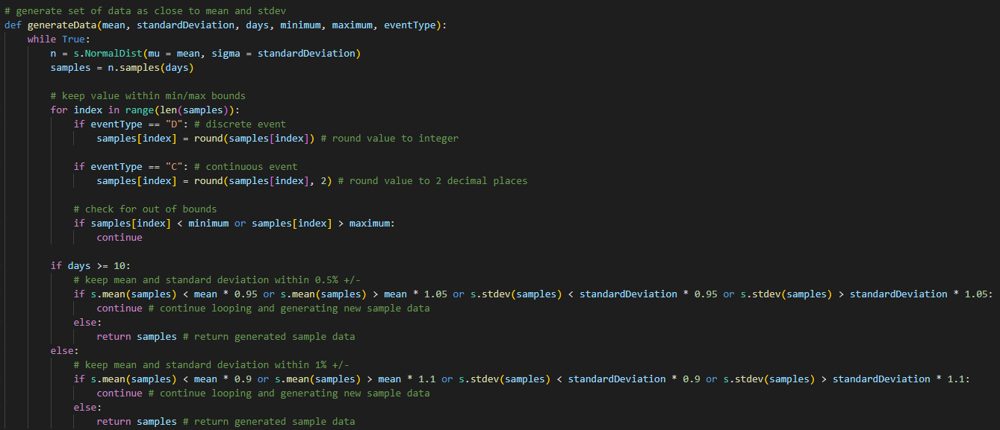 # generate set of data as close to mean and stdev
def generateData(mean, standardDeviation, days, minimum, maximum, eventType):
    while True:
        n = s.NormalDist(mu = mean, sigma = standardDeviation)
        samples = n.samples(days)

        # keep value within min/max bounds
        for index in range(len(samples)):
            if eventType == "D": # discrete event
                samples[index] = round(samples[index]) # round value to integer

            if eventType == "C": # continuous event
                samples[index] = round(samples[index], 2) # round value to 2 decimal places

            # check for out of bounds
            if samples[index] < minimum or samples[index] > maximum:
                continue

        if days >= 10:
            # keep mean and standard deviation within 0.5% +/-
            if s.mean(samples) < mean * 0.95 or s.mean(samples) > mean * 1.05 or s.stdev(samples) < standardDeviation * 0.95 or s.stdev(samples) > standardDeviation * 1.05:
                continue # continue looping and generating new sample data
            else:
                return samples # return generated sample data
        else:
            # keep mean and standard deviation within 1% +/-
            if s.mean(samples) < mean * 0.9 or s.mean(samples) > mean * 1.1 or s.stdev(samples) < standardDeviation * 0.9 or s.stdev(samples) > standardDeviation * 1.1:
                continue # continue looping and generating new sample data
            else:
                return samples # return generated sample data